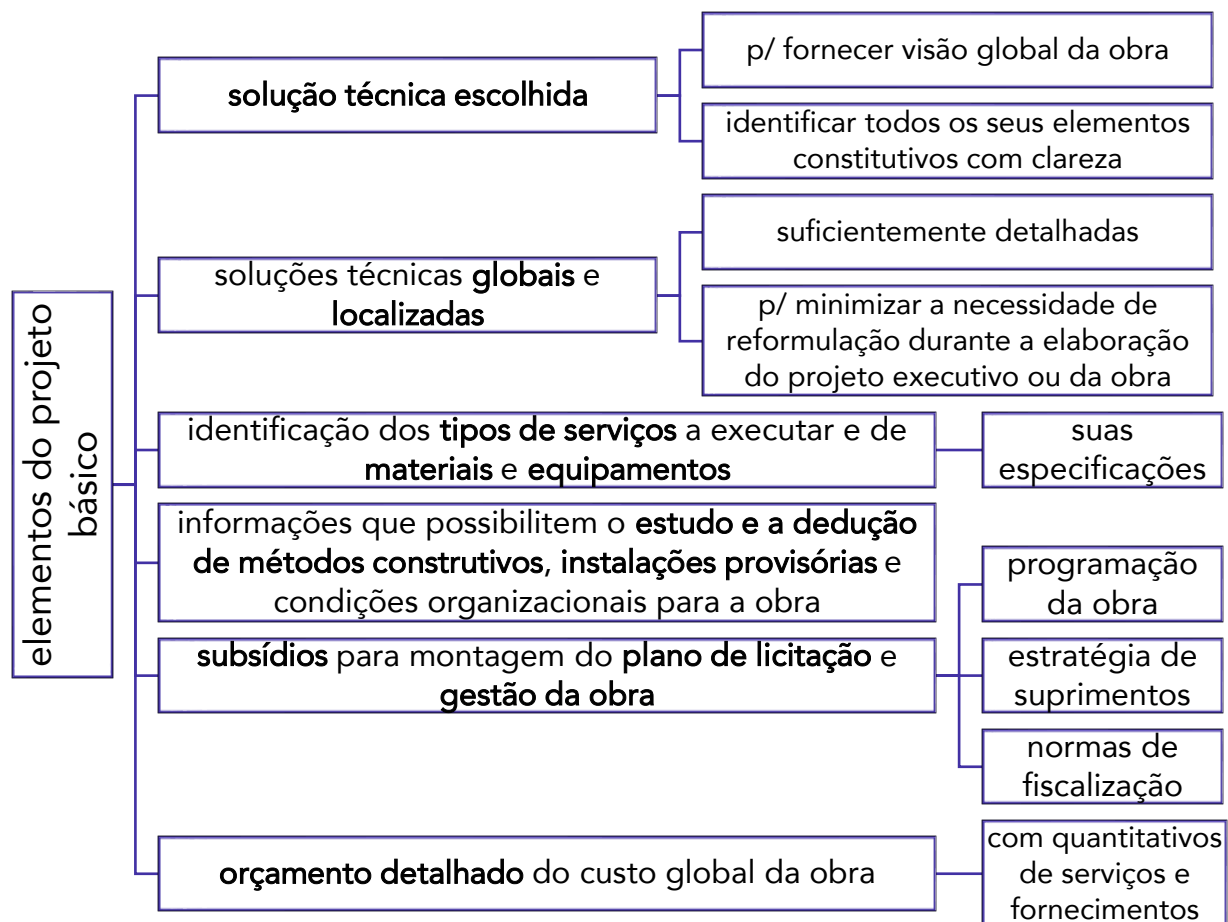 elementos do projeto
básico
solução técnica escolhida
p/ fornecer visão global da obra
identificar todos os seus elementos
constitutivos com clareza
soluções técnicas globais e
localizadas
suficientemente detalhadas
p/ minimizar a necessidade de
reformulação durante a elaboração
do projeto executivo ou da obra
identificação dos tipos de serviços a executar e de
materiais e equipamentos
suas
especificações
informações que possibilitem o estudo e a dedução
de métodos construtivos, instalações provisórias e
condições organizacionais para a obra
subsídios para montagem do plano de licitação e
gestão da obra
programação
da obra
estratégia de
suprimentos
normas de
fiscalização
orçamento detalhado do custo global da obra
com quantitativos
de serviços e
fornecimentos